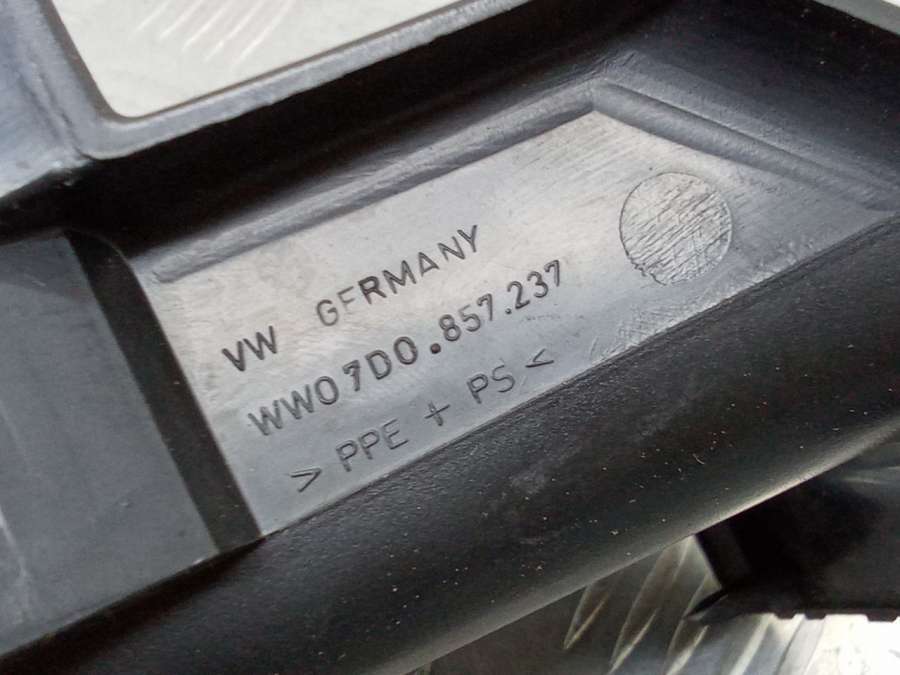 VW GERMANY
WW07D0.857.237
>PPE + PS<